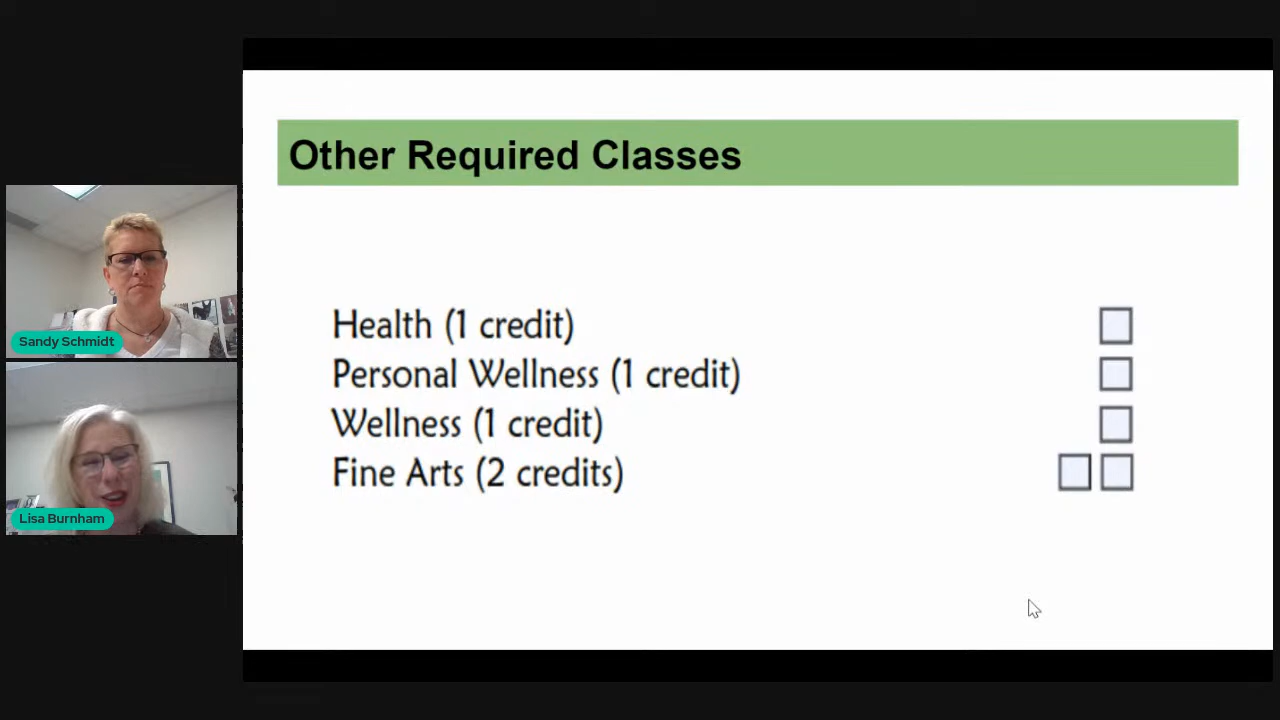 Other Required Classes
Sandy Schmidt
Lisa Burnham
Health (1 credit)
Personal Wellness (1 credit)
Wellness (1 credit)
Fine Arts (2 credits)